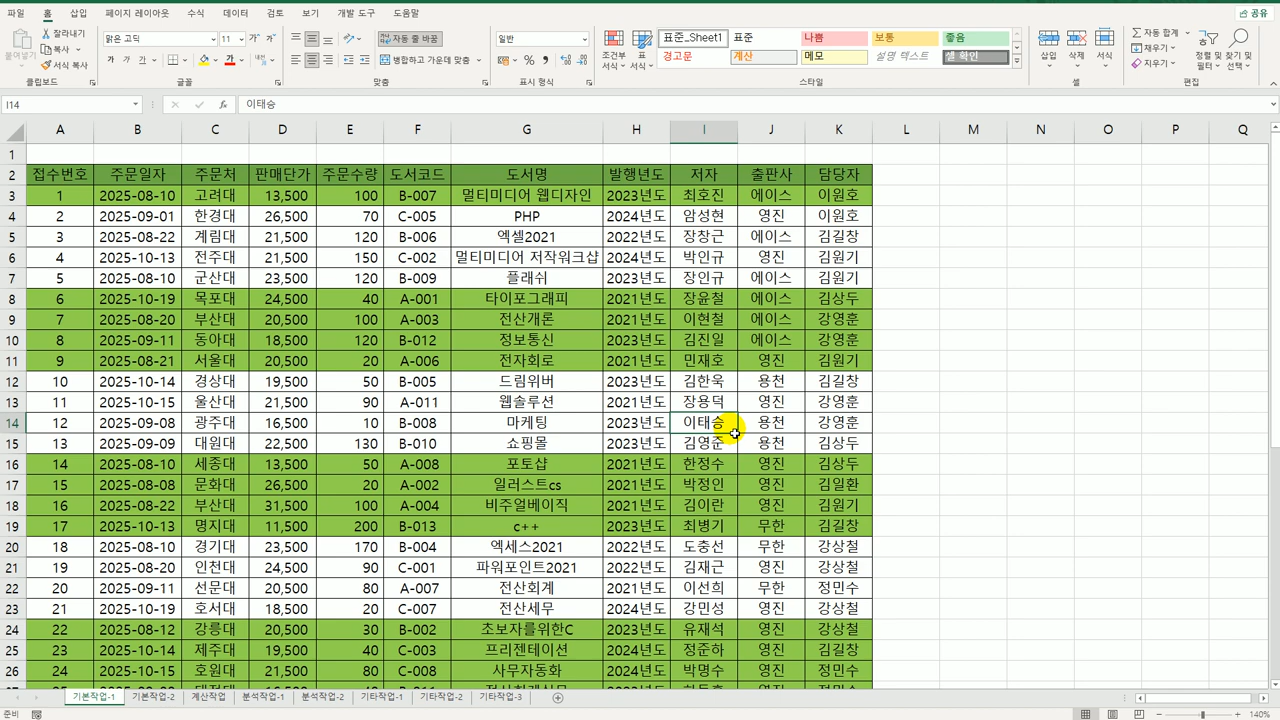 파일 홈 삽입 페이지 레이아웃 수식 데이터 검토 보기 개발 도구 도움말 공유
붙여넣기 잘라내기 복사 서식 복사 클립보드
맑은 고딕 11 가 가 글꼴
자동 줄 바꿈 병합하고 가운데 맞춤 맞춤
일반 % 표시 형식
조건부 서식 표 서식 표준_Sheet1 표준 나쁨 보통 좋음
경고문 계산 메모 설명 텍스트 셀 확인 스타일
삽입 삭제 서식 셀
자동 합계 채우기 지우기 정렬 및 필터 찾기 및 선택 편집
I14 fx 이태승
A B C D E F G H I J K L M N O P Q
1
2 접수번호 주문일자 주문처 판매단가 주문수량 도서코드 도서명 발행년도 저자 출판사 담당자
3 1 2025-08-10 고려대 13,500 100 B-007 멀티미디어 웹디자인 2023년도 최호진 에이스 이원호
4 2 2025-09-01 한경대 26,500 70 C-005 PHP 2024년도 암성현 영진 이원호
5 3 2025-08-22 계림대 21,500 120 B-006 엑셀2021 2022년도 장창근 에이스 김길창
6 4 2025-10-13 전주대 21,500 150 C-002 멀티미디어 저작워크샵 2024년도 박인규 영진 김원기
7 5 2025-08-10 군산대 23,500 120 B-009 플래쉬 2023년도 장인규 에이스 김원기
8 6 2025-10-19 목포대 24,500 40 A-001 타이포그래피 2021년도 장윤철 에이스 김상두
9 7 2025-08-20 부산대 20,500 100 A-003 전산개론 2021년도 이현철 에이스 강영훈
10 8 2025-09-11 동아대 18,500 120 B-012 정보통신 2023년도 김진일 에이스 강영훈
11 9 2025-08-21 서울대 20,500 20 A-006 전자회로 2021년도 민재호 영진 김원기
12 10 2025-10-14 경상대 19,500 50 B-005 드림위버 2023년도 김한욱 용천 김길창
13 11 2025-10-15 울산대 21,500 90 A-011 웹솔루션 2021년도 장용덕 영진 강영훈
14 12 2025-09-08 광주대 16,500 10 B-008 마케팅 2023년도 이태승 용천 강영훈
15 13 2025-09-09 대원대 22,500 130 B-010 쇼핑몰 2023년도 김영준 용천 김상두
16 14 2025-10-10 세종대 13,500 50 A-008 포토샵 2021년도 한정수 영진 김상두
17 15 2025-08-08 문화대 26,500 20 A-002 일러스트cs 2021년도 박정인 영진 김일환
18 16 2025-08-22 부산대 31,500 100 A-004 비주얼베이직 2021년도 김이란 영진 김원기
19 17 2025-10-13 명지대 11,500 200 B-013 c++ 2023년도 최병기 무한 김길창
20 18 2025-08-10 경기대 23,500 170 B-004 엑세스2021 2022년도 도충선 무한 강상철
21 19 2025-08-20 인천대 24,500 90 C-001 파워포인트2021 2022년도 김재근 영진 강상철
22 20 2025-09-11 선문대 20,500 80 A-007 전산회계 2021년도 이선희 무한 정민수
23 21 2025-10-19 호서대 18,500 20 C-007 전산세무 2024년도 강민성 영진 강상철
24 22 2025-08-12 강릉대 20,500 30 B-002 초보자를위한C 2023년도 유재석 영진 강상철
25 23 2025-10-14 제주대 19,500 40 C-003 프리젠테이션 2024년도 정준하 영진 김길창
26 24 2025-10-15 호원대 21,500 80 C-008 사무자동화 2024년도 박명수 영진 정민수
기본작업-1 기본작업-2 계산작업 분석작업-1 분석작업-2 기타작업-1 기타작업-2 기타작업-3
준비 140%